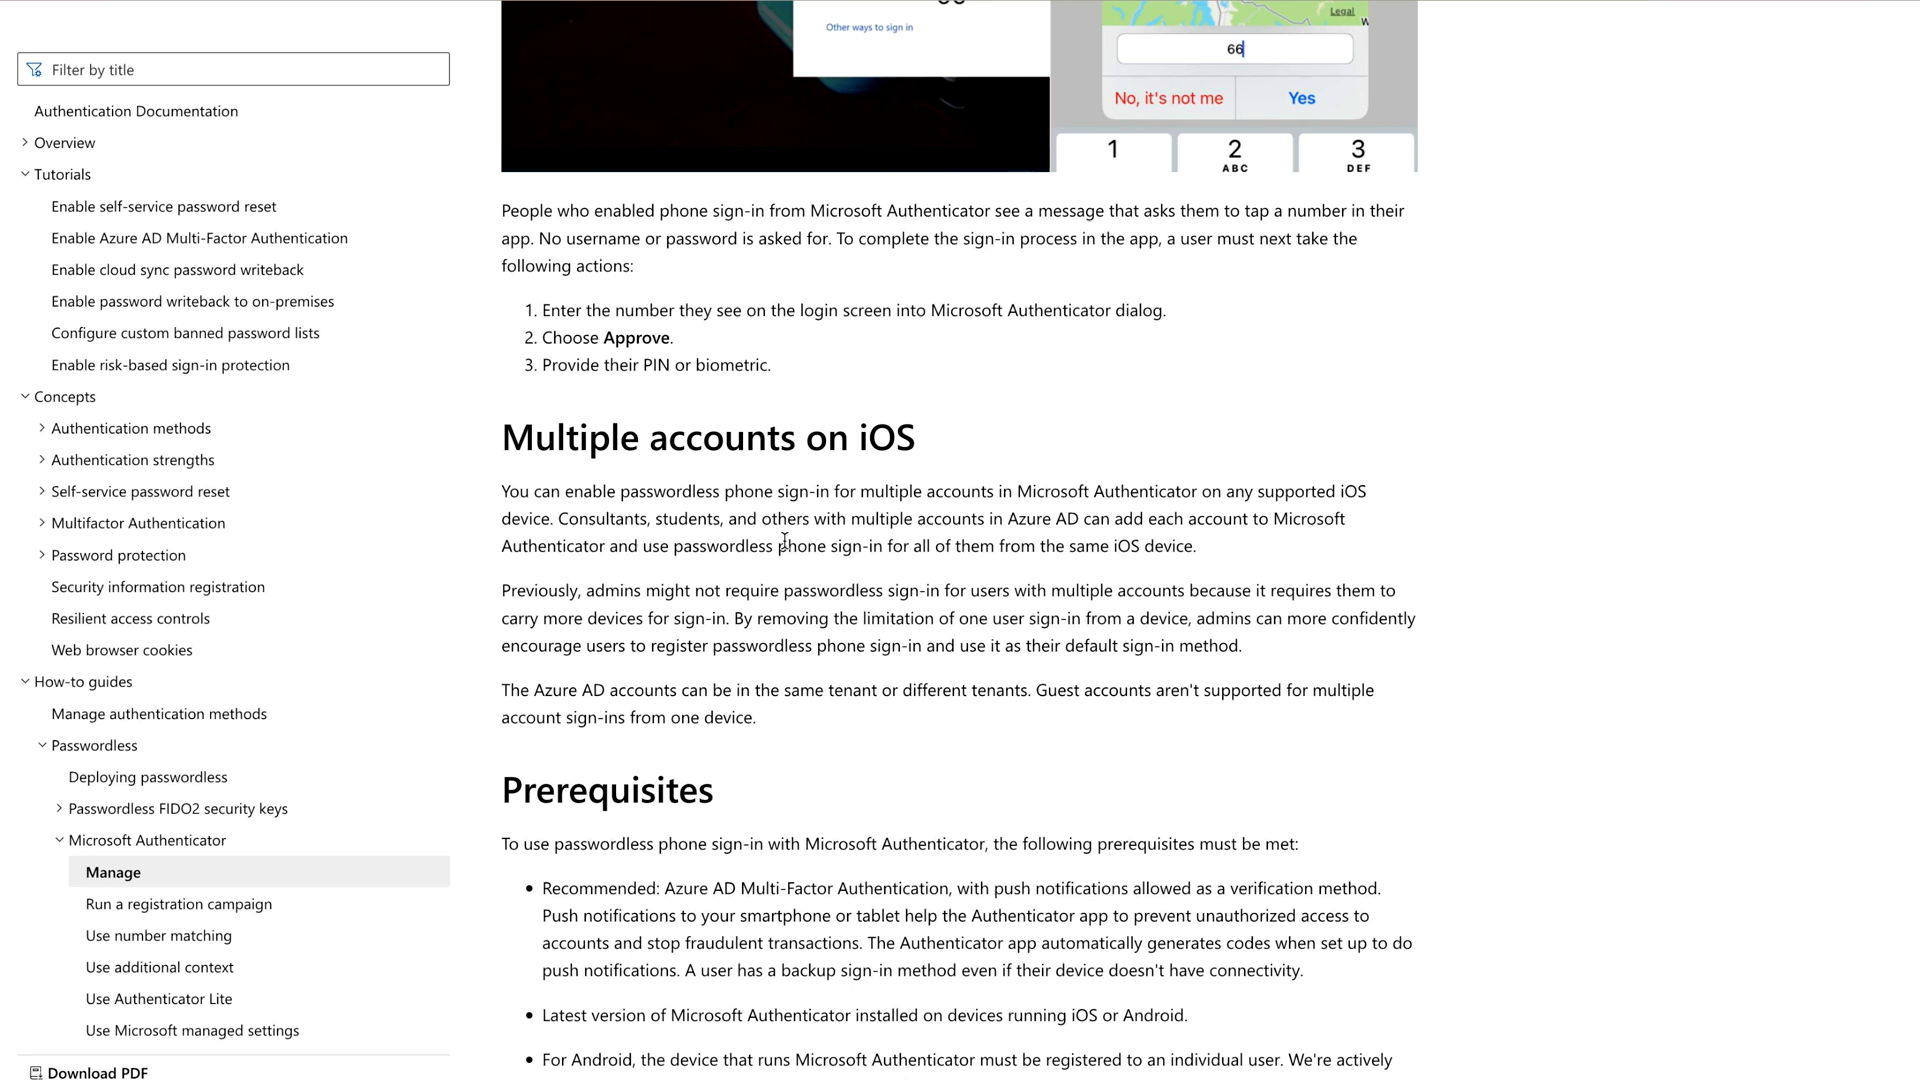 Other ways to sign in
Legal
66
No, it's not me
Yes
1
2
ABC
3
DEF
Filter by title
Authentication Documentation
Overview
Tutorials
Enable self-service password reset
Enable Azure AD Multi-Factor Authentication
Enable cloud sync password writeback
Enable password writeback to on-premises
Configure custom banned password lists
Enable risk-based sign-in protection
Concepts
Authentication methods
Authentication strengths
Self-service password reset
Multifactor Authentication
Password protection
Security information registration
Resilient access controls
Web browser cookies
How-to guides
Manage authentication methods
Passwordless
Deploying passwordless
Passwordless FIDO2 security keys
Microsoft Authenticator
Manage
Run a registration campaign
Use number matching
Use additional context
Use Authenticator Lite
Use Microsoft managed settings
Download PDF
People who enabled phone sign-in from Microsoft Authenticator see a message that asks them to tap a number in their
app. No username or password is asked for. To complete the sign-in process in the app, a user must next take the
following actions:
1. Enter the number they see on the login screen into Microsoft Authenticator dialog.
2. Choose Approve.
3. Provide their PIN or biometric.
Multiple accounts on iOS
You can enable passwordless phone sign-in for multiple accounts in Microsoft Authenticator on any supported iOS
device. Consultants, students, and others with multiple accounts in Azure AD can add each account to Microsoft
Authenticator and use passwordless phone sign-in for all of them from the same iOS device.
Previously, admins might not require passwordless sign-in for users with multiple accounts because it requires them to
carry more devices for sign-in. By removing the limitation of one user sign-in from a device, admins can more confidently
encourage users to register passwordless phone sign-in and use it as their default sign-in method.
The Azure AD accounts can be in the same tenant or different tenants. Guest accounts aren't supported for multiple
account sign-ins from one device.
Prerequisites
To use passwordless phone sign-in with Microsoft Authenticator, the following prerequisites must be met:
• Recommended: Azure AD Multi-Factor Authentication, with push notifications allowed as a verification method.
Push notifications to your smartphone or tablet help the Authenticator app to prevent unauthorized access to
accounts and stop fraudulent transactions. The Authenticator app automatically generates codes when set up to do
push notifications. A user has a backup sign-in method even if their device doesn't have connectivity.
• Latest version of Microsoft Authenticator installed on devices running iOS or Android.
• For Android, the device that runs Microsoft Authenticator must be registered to an individual user. We're actively